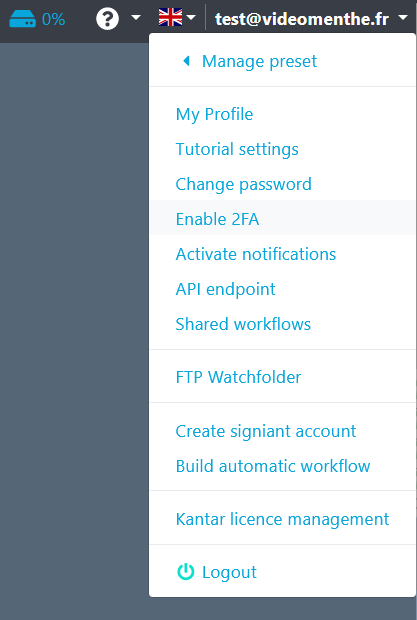 0%
test@videomenthe.fr
Manage preset
My Profile
Tutorial settings
Change password
Enable 2FA
Activate notifications
API endpoint
Shared workflows
FTP Watchfolder
Create signiant account
Build automatic workflow
Kantar licence management
Logout